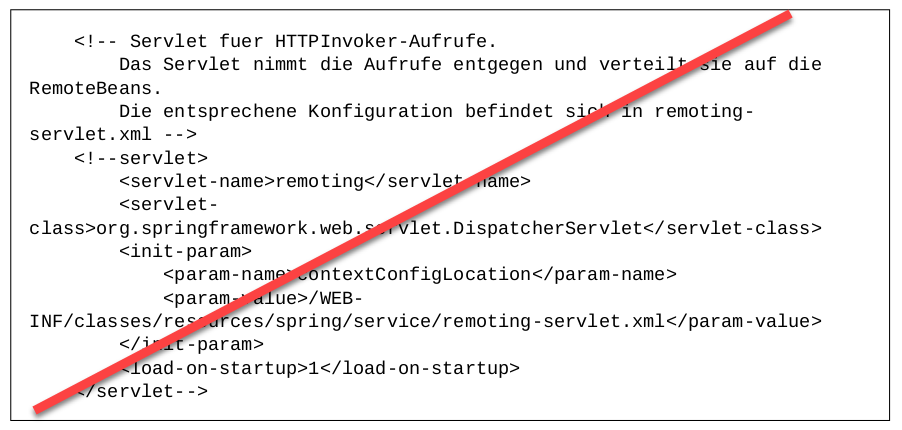 <!-- Servlet fuer HTTPInvoker-Aufrufe.
Das Servlet nimmt die Aufrufe entgegen und verteilt sie auf die
RemoteBeans.
Die entsprechene Konfiguration befindet sich in remoting-
servlet.xml -->
<!--servlet>
<servlet-name>remoting</servlet-name>
<servlet-
class>org.springframework.web.servlet.DispatcherServlet</servlet-class>
<init-param>
<param-name>contextConfigLocation</param-name>
<param-value>/WEB-
INF/classes/resources/spring/service/remoting-servlet.xml</param-value>
</init-param>
<load-on-startup>1</load-on-startup>
</servlet-->